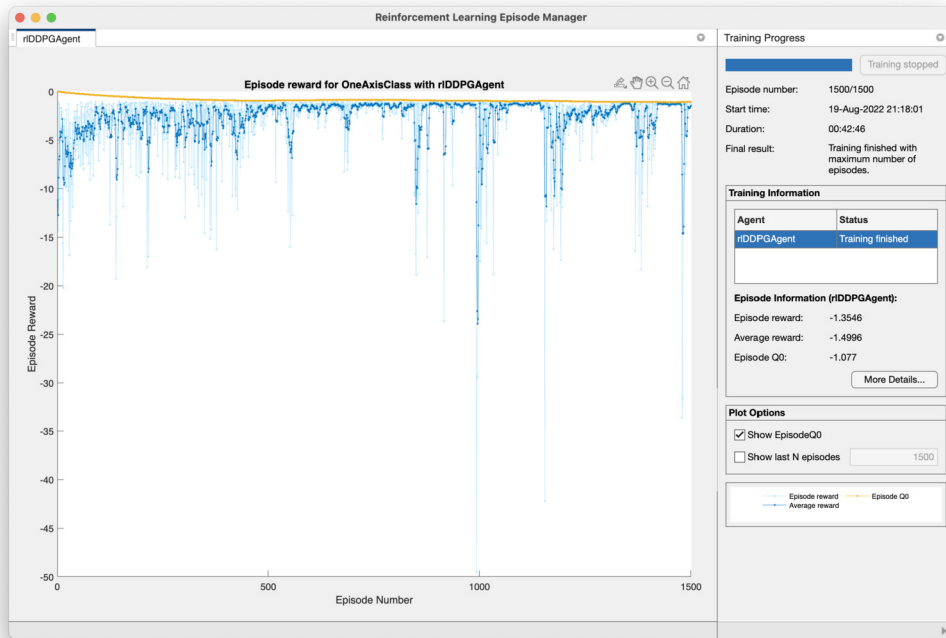 Reinforcement Learning Episode Manager
rlDDPGAgent
Episode reward for OneAxisClass with rlDDPGAgent
Episode Reward
0
-5
-10
-15
-20
-25
-30
-35
-40
-45
-50
0
500
1000
1500
Episode Number
Training Progress
Training stopped
Episode number: 1500/1500
Start time: 19-Aug-2022 21:18:01
Duration: 00:42:46
Final result: Training finished with
maximum number of
episodes.
Training Information
Agent Status
rlDDPGAgent Training finished
Episode Information (rlDDPGAgent):
Episode reward: -1.3546
Average reward: -1.4996
Episode Q0: -1.077
More Details...
Plot Options
Show EpisodeQ0
Show last N episodes 1500
Episode reward Episode Q0
Average reward